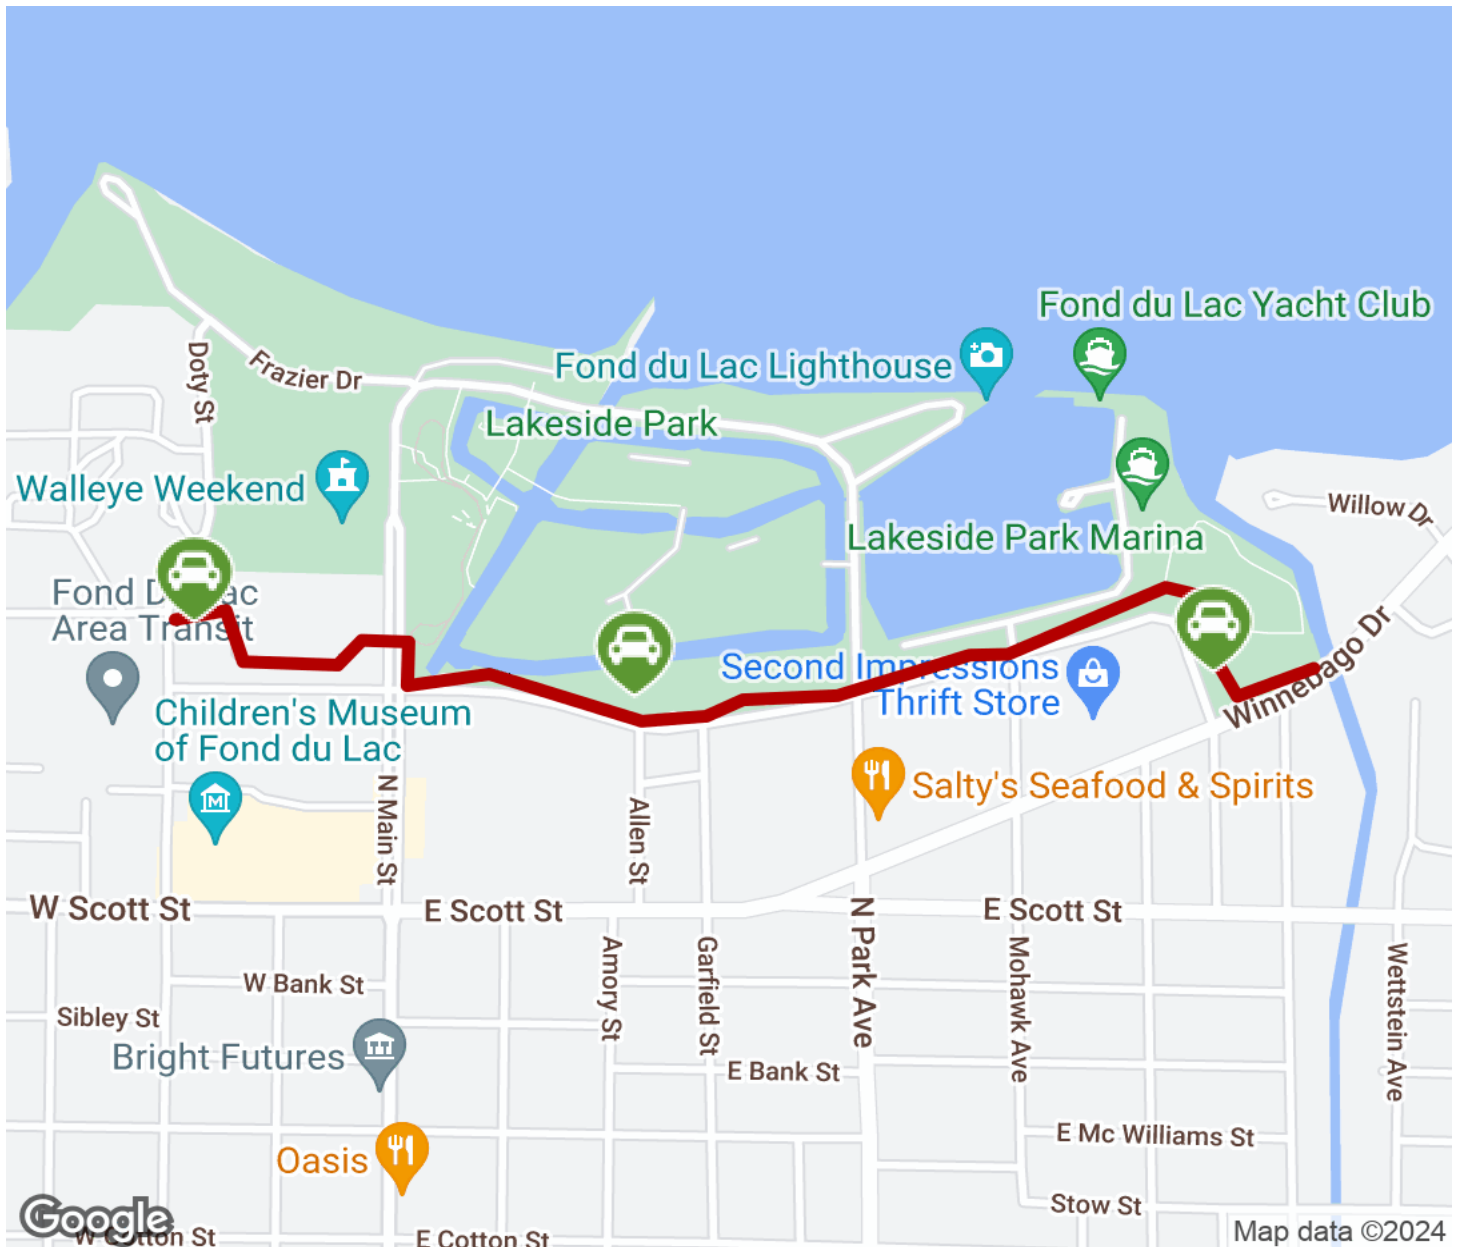 Fond du Lac Yacht Club
Fond du Lac Lighthouse
Doty St
Frazier Dr
Lakeside Park
Walleye Weekend
Willow Dr
Lakeside Park Marina
Area Transit
Winnebago Dr
Second Impressions
Thrift Store
Children's Museum
of Fond du Lac
N Main St
Allen St
Salty's Seafood & Spirits
W Scott St
E Scott St
E Scott St
N Park Ave
Amory St
Garfield St
Mohawk Ave
Wettstein Ave
W Bank St
Sibley St
Bright Futures
E Bank St
E Mc Williams St
Oasis
Stow St
Google
W Cotton St
E Cotton St
Map data ©2024